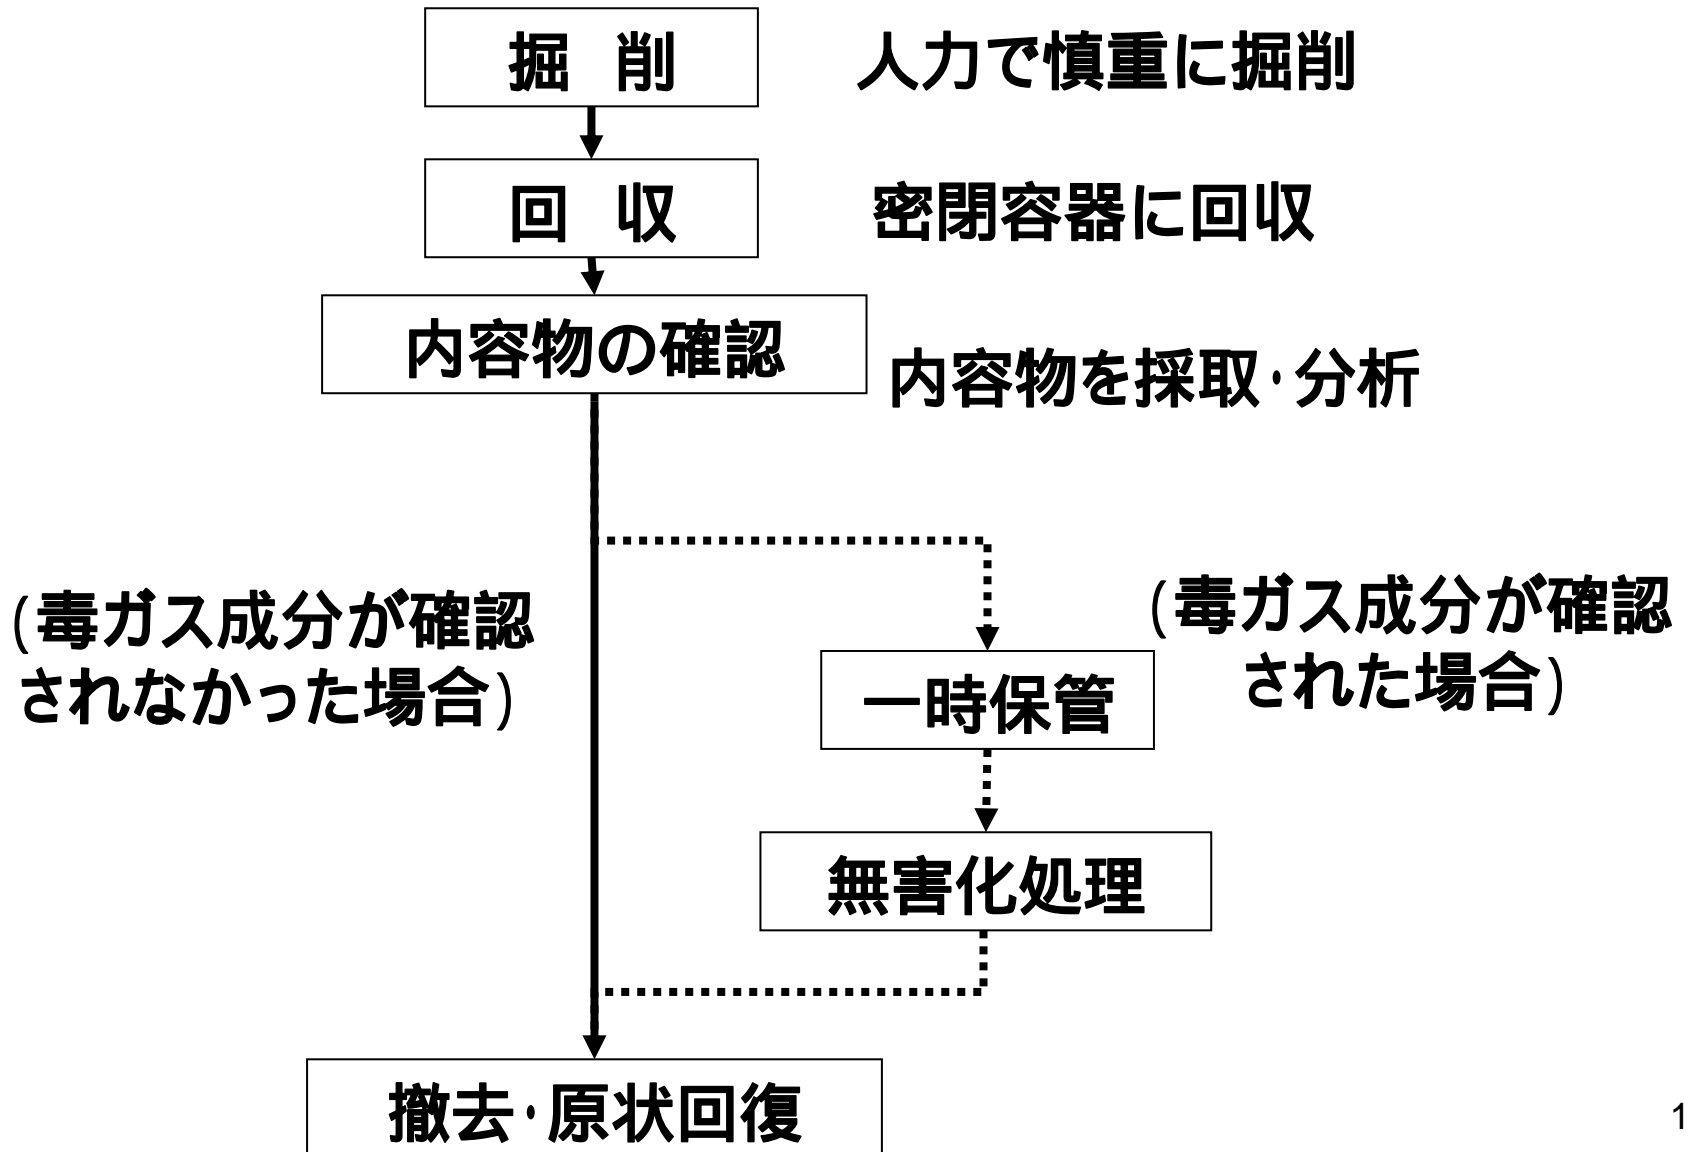 掘 削
人力で慎重に掘削
回 収
密閉容器に回収
内容物の確認
内容物を採取・分析
(毒ガス成分が確認
されなかった場合)
(毒ガス成分が確認
された場合)
一時保管
無害化処理
撤去・原状回復
1